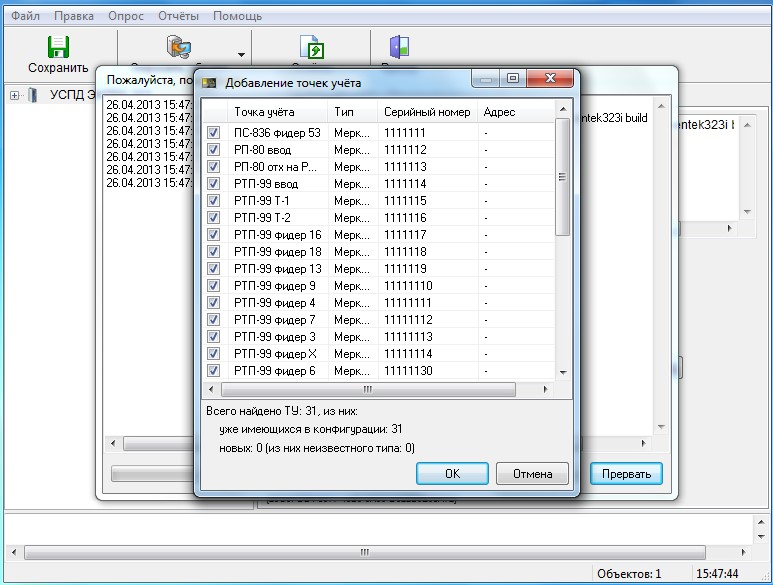 Файл Правка Опрос Отчёты Помощь
Сохранить
УСПД
Пожалуйста,
26.04.2013 15:47:
26.04.2013 15:47:
26.04.2013 15:47:
26.04.2013 15:47:
26.04.2013 15:47:
26.04.2013 15:47:
26.04.2013 15:47:
entek323i build
entek323i
Добавление точек учёта
Точка учёта Тип Серийный номер Адрес
ПС-836 фидер 53 Мерк... 1111111 -
РП-80 ввод Мерк... 1111112 -
РП-80 отх на Р... Мерк... 1111113 -
РТП-99 ввод Мерк... 1111114 -
РТП-99 Т-1 Мерк... 1111115 -
РТП-99 Т-2 Мерк... 1111116 -
РТП-99 фидер 16 Мерк... 1111117 -
РТП-99 фидер 18 Мерк... 1111118 -
РТП-99 фидер 13 Мерк... 1111119 -
РТП-99 фидер 9 Мерк... 11111110 -
РТП-99 фидер 4 Мерк... 11111111 -
РТП-99 фидер 7 Мерк... 11111112 -
РТП-99 фидер 3 Мерк... 11111113 -
РТП-99 фидер X Мерк... 11111114 -
РТП-99 фидер 6 Мерк... 11111130 -
Всего найдено ТУ: 31, из них:
уже имеющихся в конфигурации: 31
новых: 0 (из них неизвестного типа: 0)
OK Отмена
Прервать
Объектов: 1 15:47:44